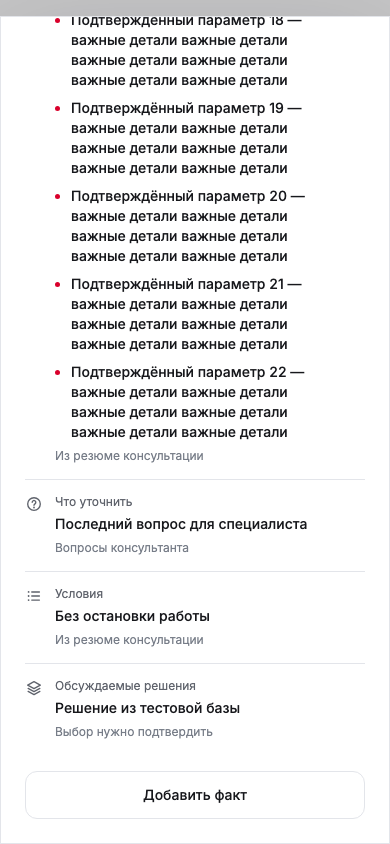 Подтверждённый параметр 18 —
важные детали важные детали
важные детали важные детали
важные детали важные детали
Подтверждённый параметр 19 —
важные детали важные детали
важные детали важные детали
важные детали важные детали
Подтверждённый параметр 20 —
важные детали важные детали
важные детали важные детали
важные детали важные детали
Подтверждённый параметр 21 —
важные детали важные детали
важные детали важные детали
важные детали важные детали
Подтверждённый параметр 22 —
важные детали важные детали
важные детали важные детали
важные детали важные детали
Из резюме консультации
Что уточнить
Последний вопрос для специалиста
Вопросы консультанта
Условия
Без остановки работы
Из резюме консультации
Обсуждаемые решения
Решение из тестовой базы
Выбор нужно подтвердить
Добавить факт